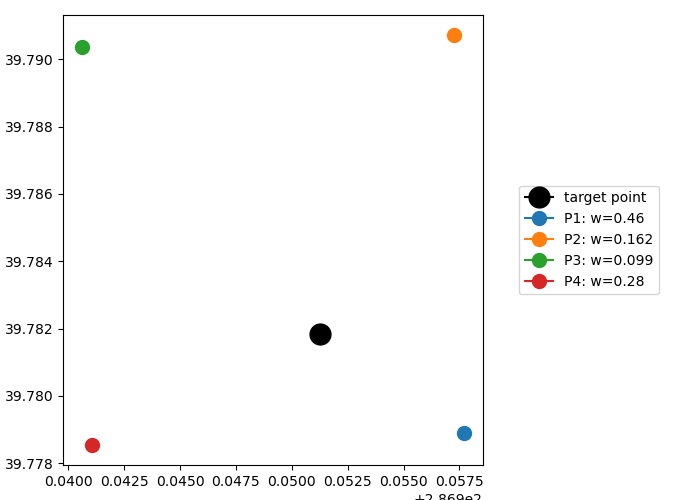 39.790
39.788
39.786
39.784
39.782
39.780
39.778
0.0400 0.0425 0.0450 0.0475 0.0500 0.0525 0.0550 0.0575
+2.869e2
target point
P1: w=0.46
P2: w=0.162
P3: w=0.099
P4: w=0.28